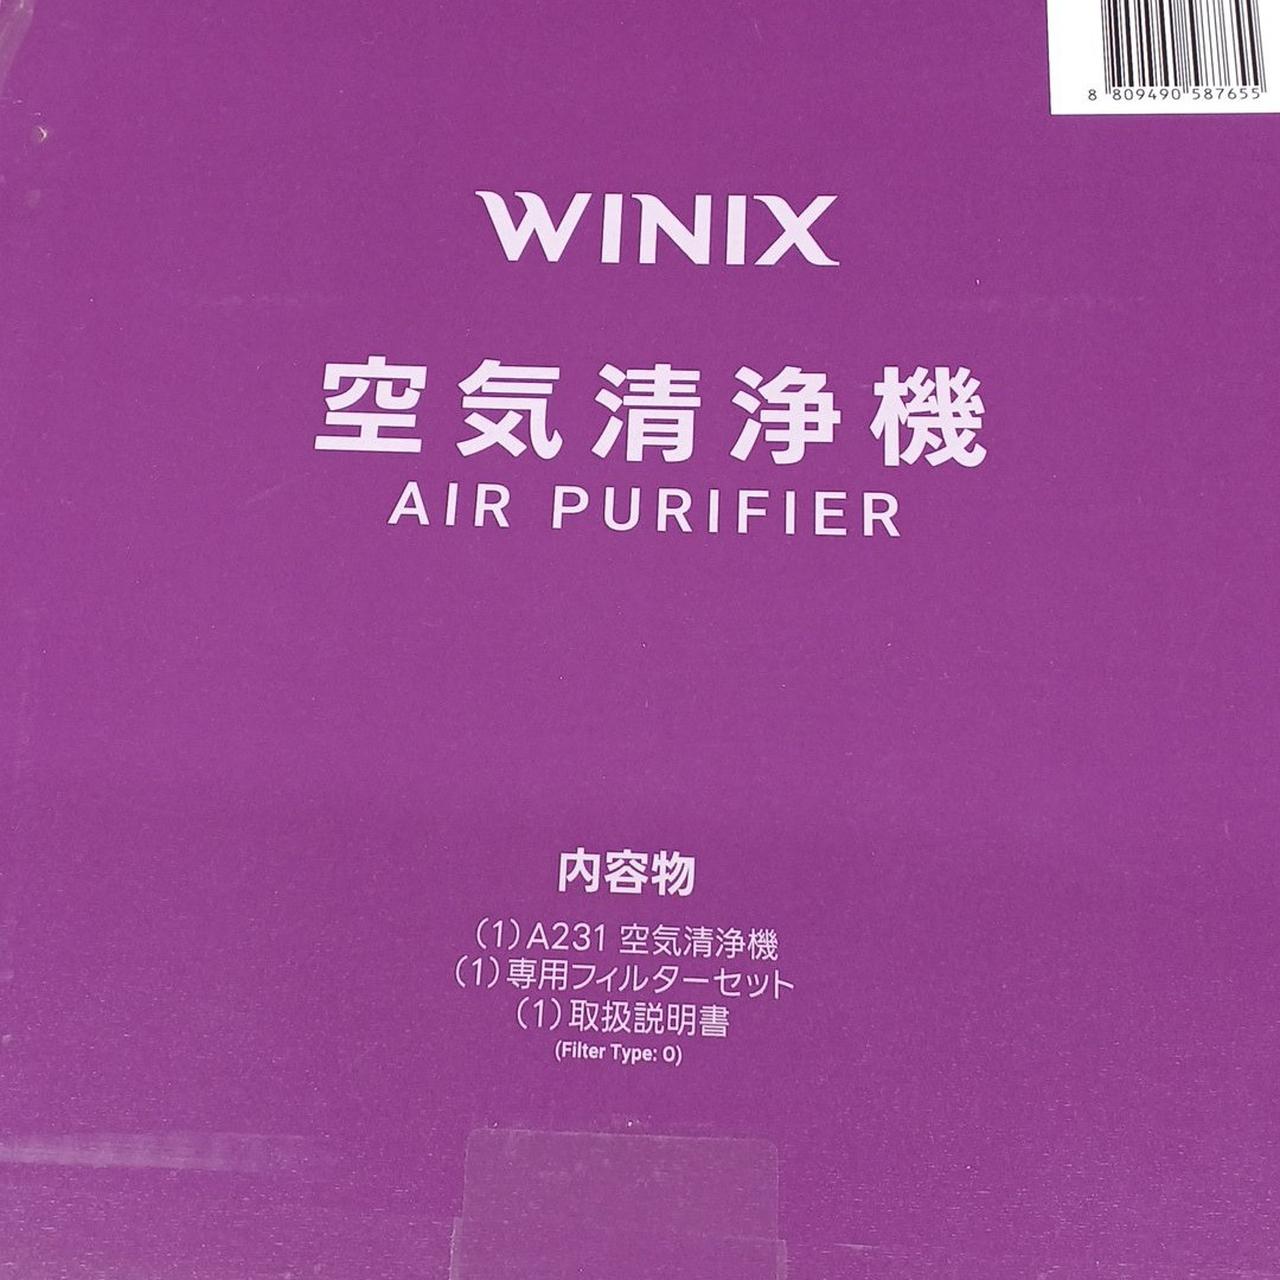 8 809490 587655
WINIX
空気清浄機
AIR PURIFIER
内容物
(1) A231 空気清浄機
(1) 専用フィルターセット
(1) 取扱説明書
(Filter Type: O)